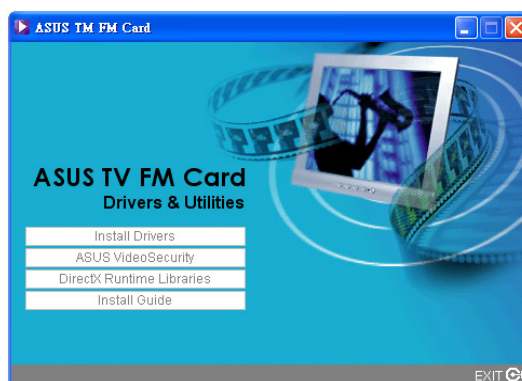 ASUS TM FM Card
ASUS TV FM Card
Drivers & Utilities
Install Drivers
ASUS VideoSecurity
DirectX Runtime Libraries
Install Guide
EXIT